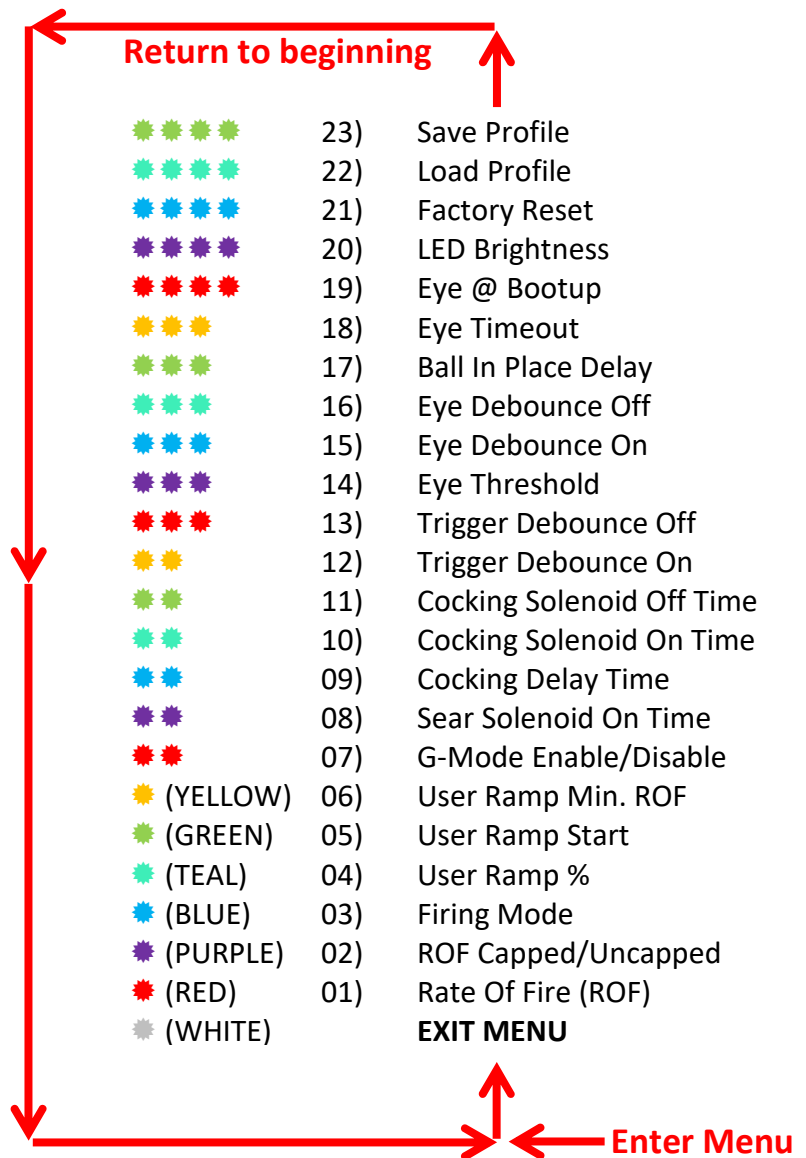 Return to beginning
23) Save Profile
22) Load Profile
21) Factory Reset
20) LED Brightness
19) Eye @ Bootup
18) Eye Timeout
17) Ball In Place Delay
16) Eye Debounce Off
15) Eye Debounce On
14) Eye Threshold
13) Trigger Debounce Off
12) Trigger Debounce On
11) Cocking Solenoid Off Time
10) Cocking Solenoid On Time
09) Cocking Delay Time
08) Sear Solenoid On Time
07) G-Mode Enable/Disable
(YELLOW) 06) User Ramp Min. ROF
(GREEN) 05) User Ramp Start
(TEAL) 04) User Ramp %
(BLUE) 03) Firing Mode
(PURPLE) 02) ROF Capped/Uncapped
(RED) 01) Rate Of Fire (ROF)
(WHITE) EXIT MENU
Enter Menu